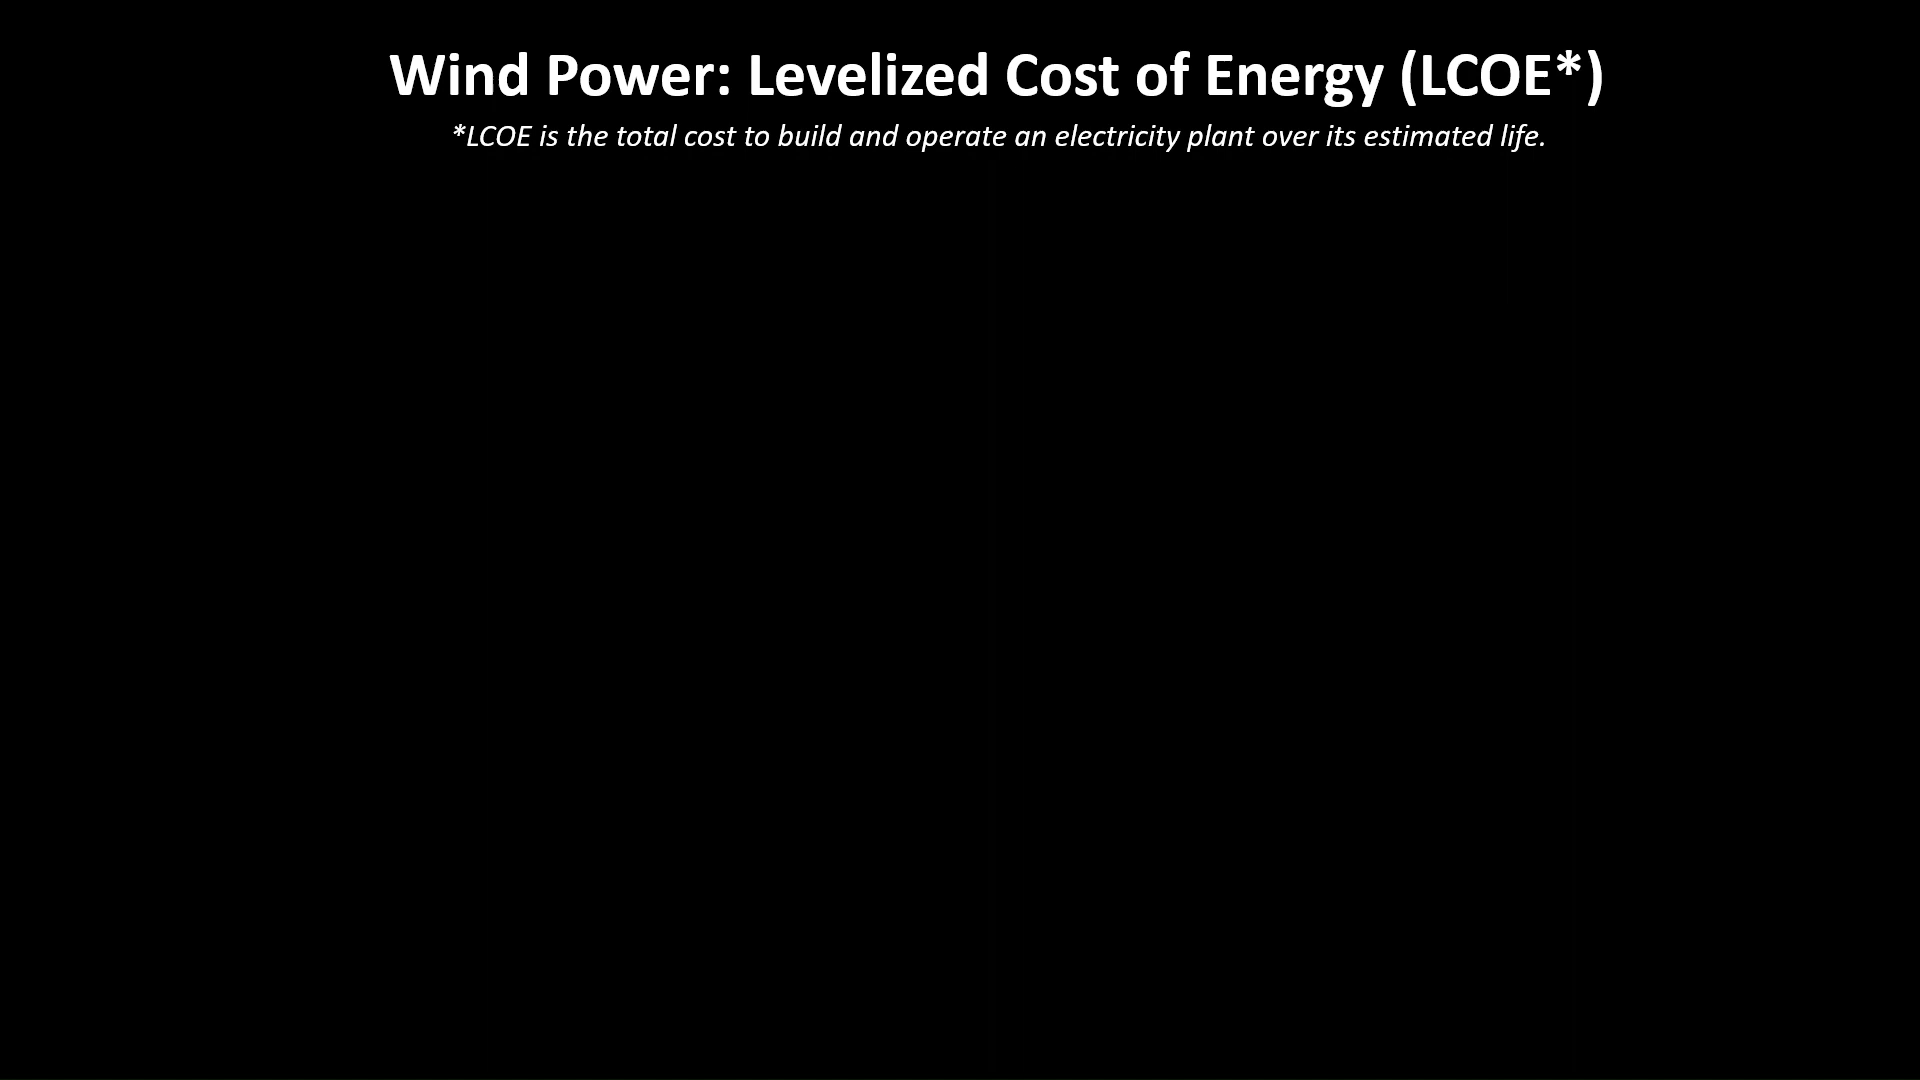 Wind Power: Levelized Cost of Energy (LCOE*)
*LCOE is the total cost to build and operate an electricity plant over its estimated life.